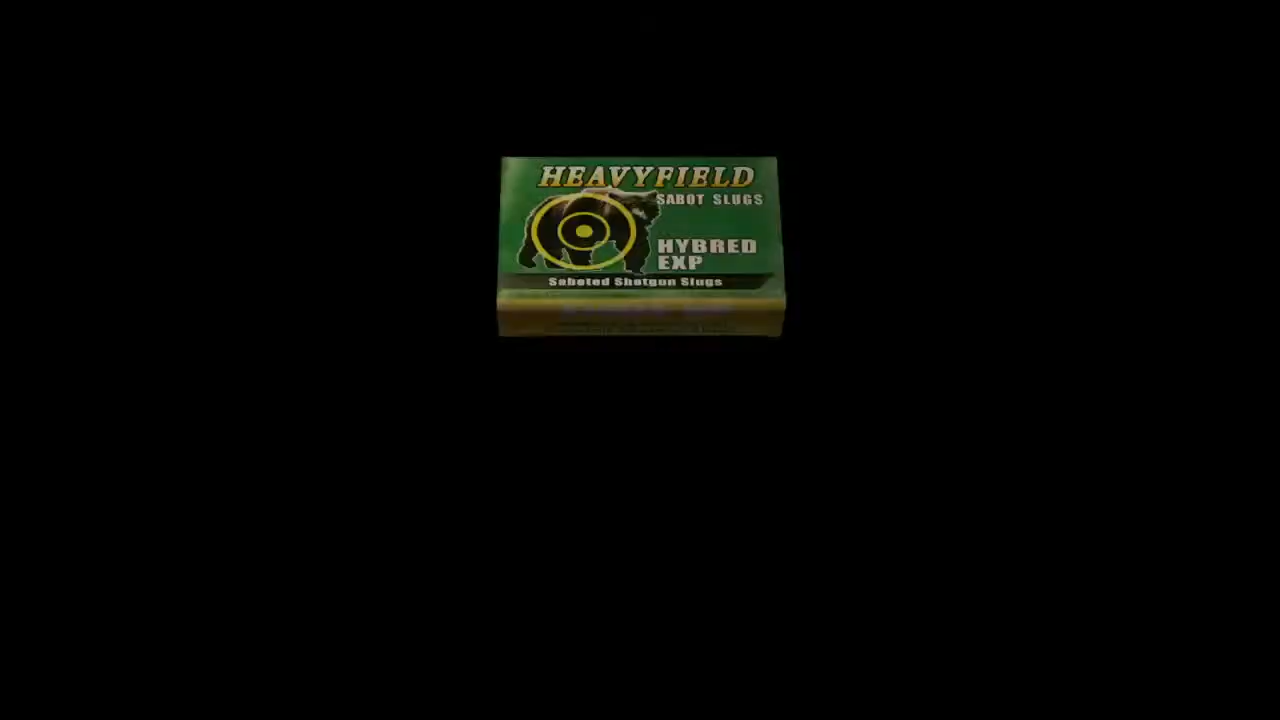 HEAVYFIELD
SABOT SLUGS
HYBRED
EXP
Saboted Shotgun Slugs